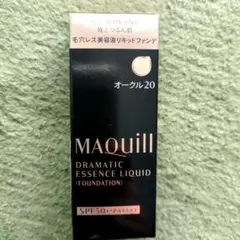 極上つるん肌
毛穴レス美容液リキッドファンデ
オークル20
MAQuill
DRAMATIC
ESSENCE LIQUID
(FOUNDATION)
SPF50